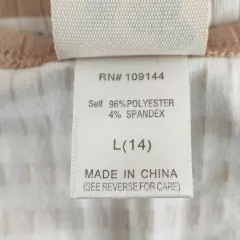 RN# 109144
Self 96%POLYESTER
4% SPANDEX
L(14)
MADE IN CHINA
(SEE REVERSE FOR CARE)